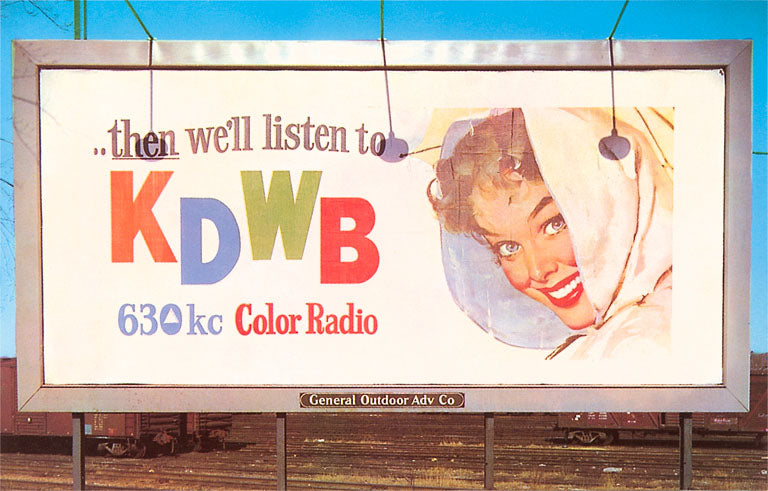 ..then we'll listen to
KDWB
630 kc Color Radio
General Outdoor Adv Co